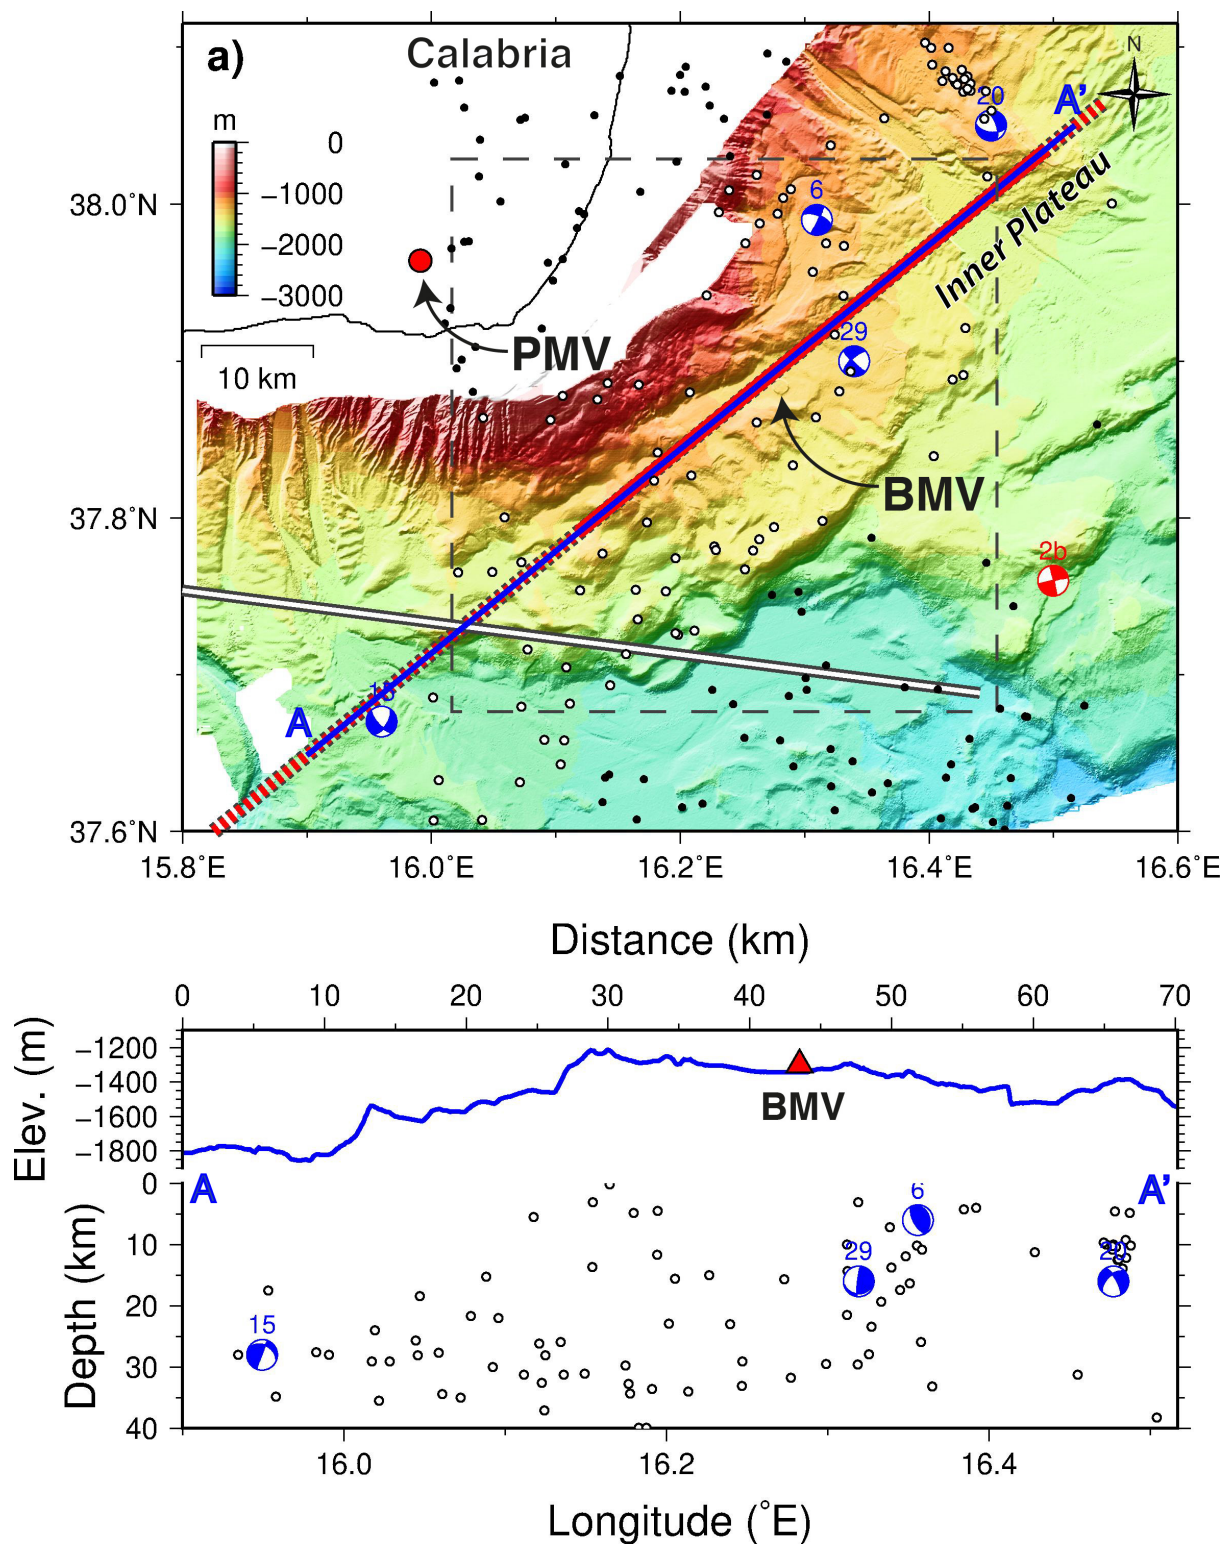 a)
Calabria
N
m
0
−1000
−2000
−3000
10 km
20
A’
6
Inner Plateau
29
PMV
BMV
2b
15
A
38.0˚N
37.8˚N
37.6˚N
15.8˚E
16.0˚E
16.2˚E
16.4˚E
16.6˚E
Distance (km)
0
10
20
30
40
50
60
70
Elev. (m)
−1200
−1400
−1600
−1800
BMV
A
A’
Depth (km)
0
10
20
30
40
6
29
20
15
16.0
16.2
16.4
Longitude (˚E)